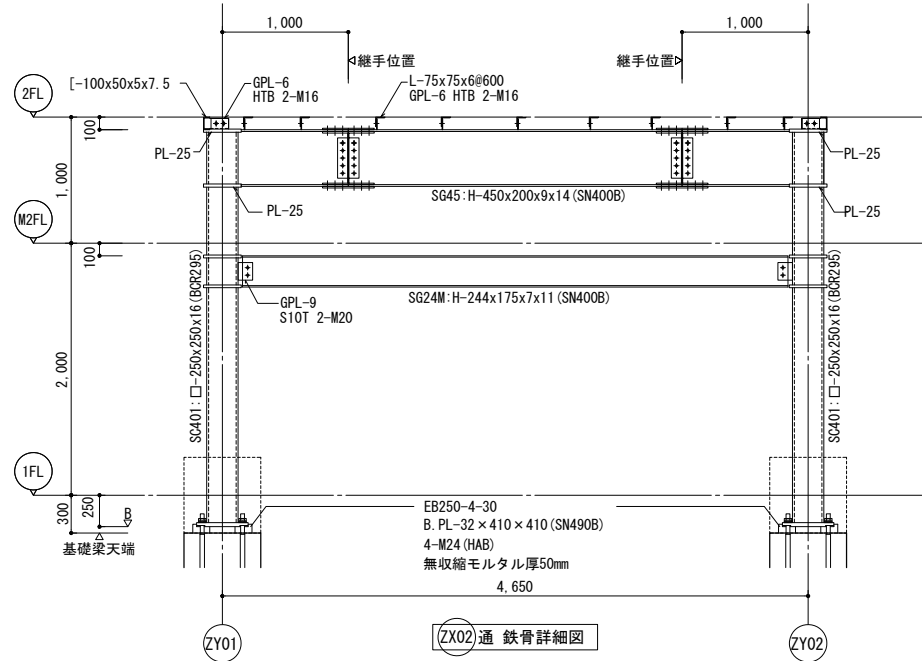 1,000
1,000
継手位置
継手位置
2FL
[-100x50x5x7.5
GPL-6
HTB 2-M16
L-75x75x6@600
GPL-6 HTB 2-M16
100
PL-25
PL-25
1,000
SG45:H-450x200x9x14(SN400B)
PL-25
PL-25
M2FL
100
SG24M:H-244x175x7x11(SN400B)
GPL-9
S10T 2-M20
SC401:□-250x250x16(BCR295)
SC401:□-250x250x16(BCR295)
2,000
1FL
300
250
B
基礎梁天端
EB250-4-30
B.PL-32×410×410(SN490B)
4-M24(HAB)
無収縮モルタル厚50mm
4,650
ZY01
ZX02 通 鉄骨詳細図
ZY02